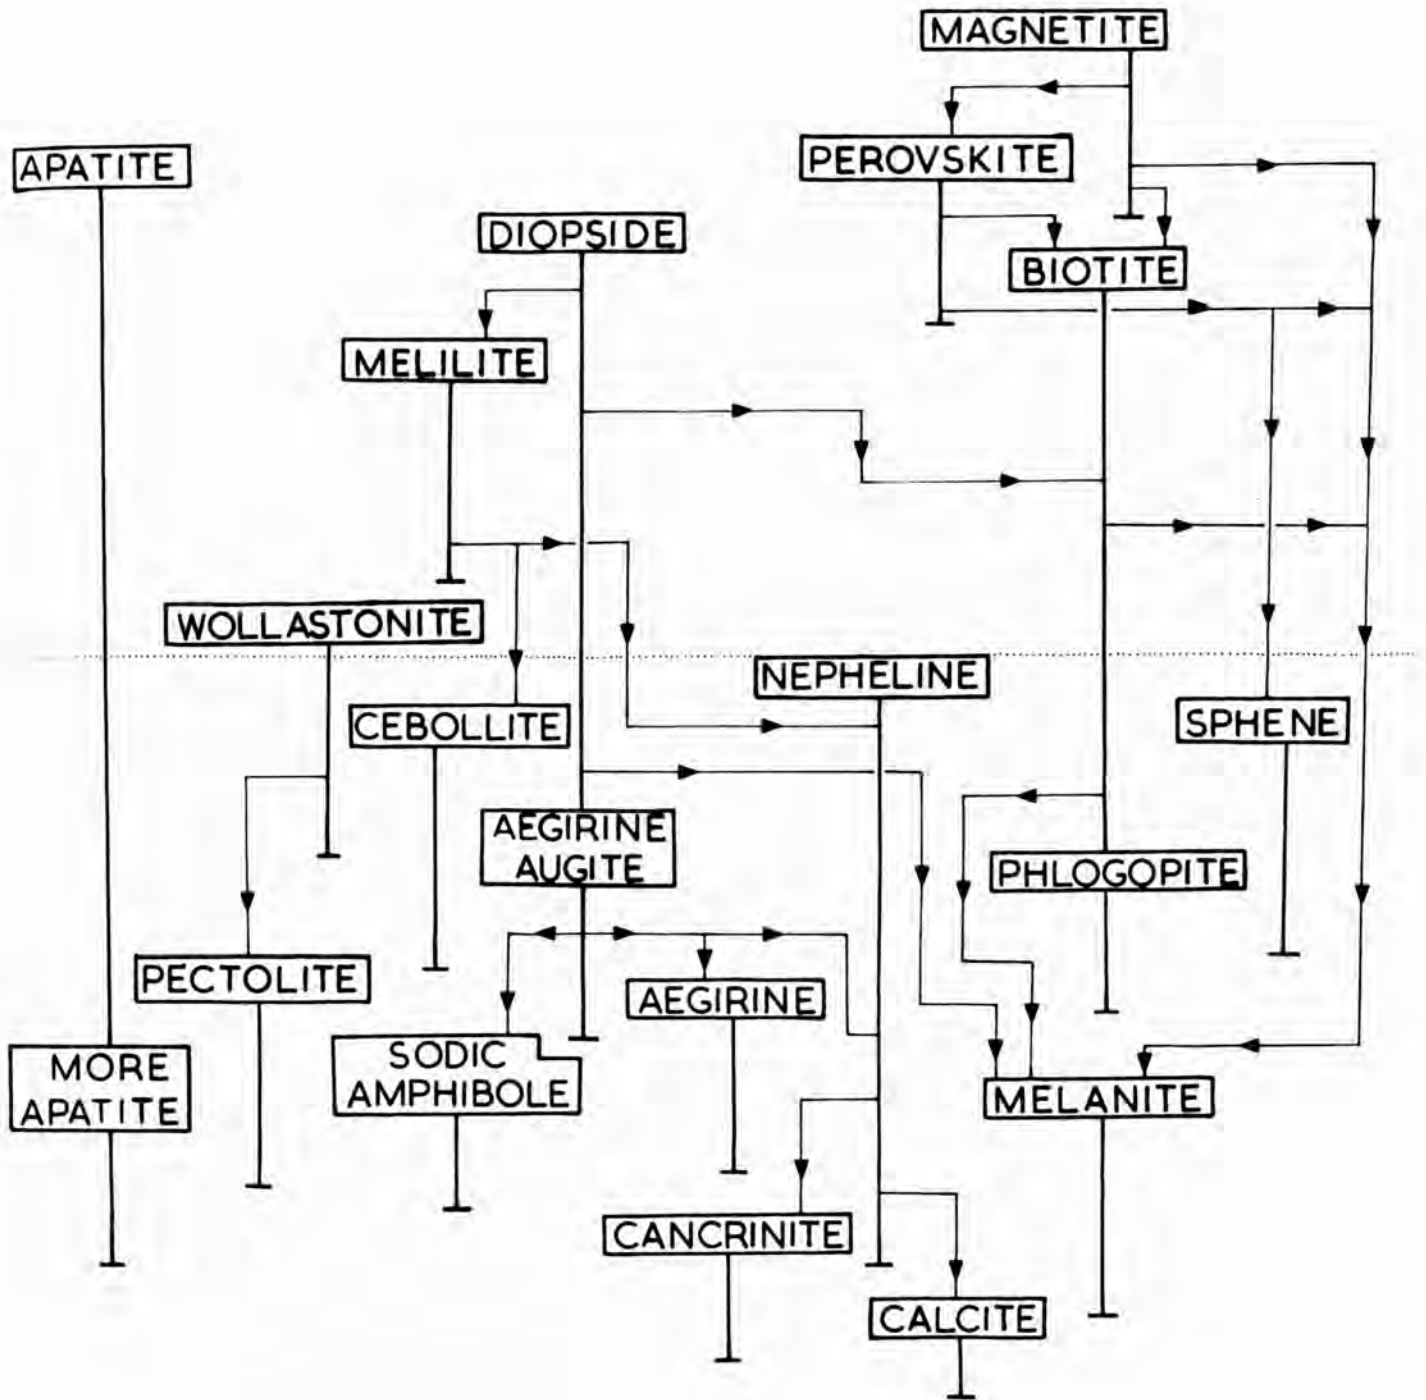 MAGNETITE
PEROVSKITE
APATITE
DIOPSIDE
BIOTITE
MELILITE
WOLLASTONITE
NEPHELINE
CEBOLLITE
SPHENE
AEGIRINE
AUGITE
PHLOGOPITE
PECTOLITE
AEGIRINE
SODIC
AMPHIBOLE
MORE
APATITE
MELANITE
CANCRINITE
CALCITE